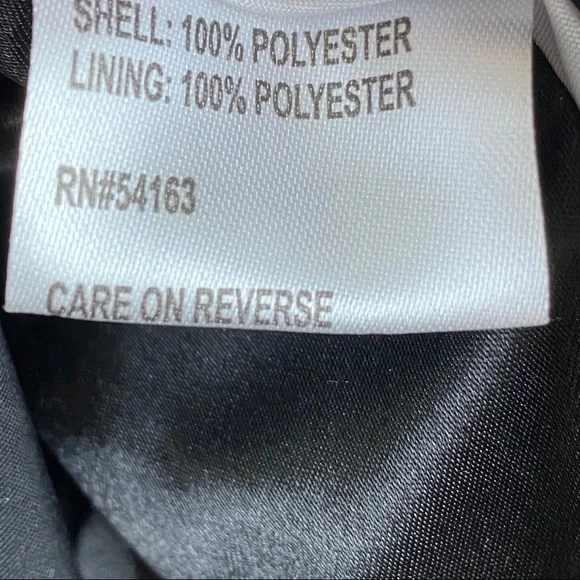 SHELL: 100% POLYESTER
LINING: 100% POLYESTER
RN#54163
CARE ON REVERSE